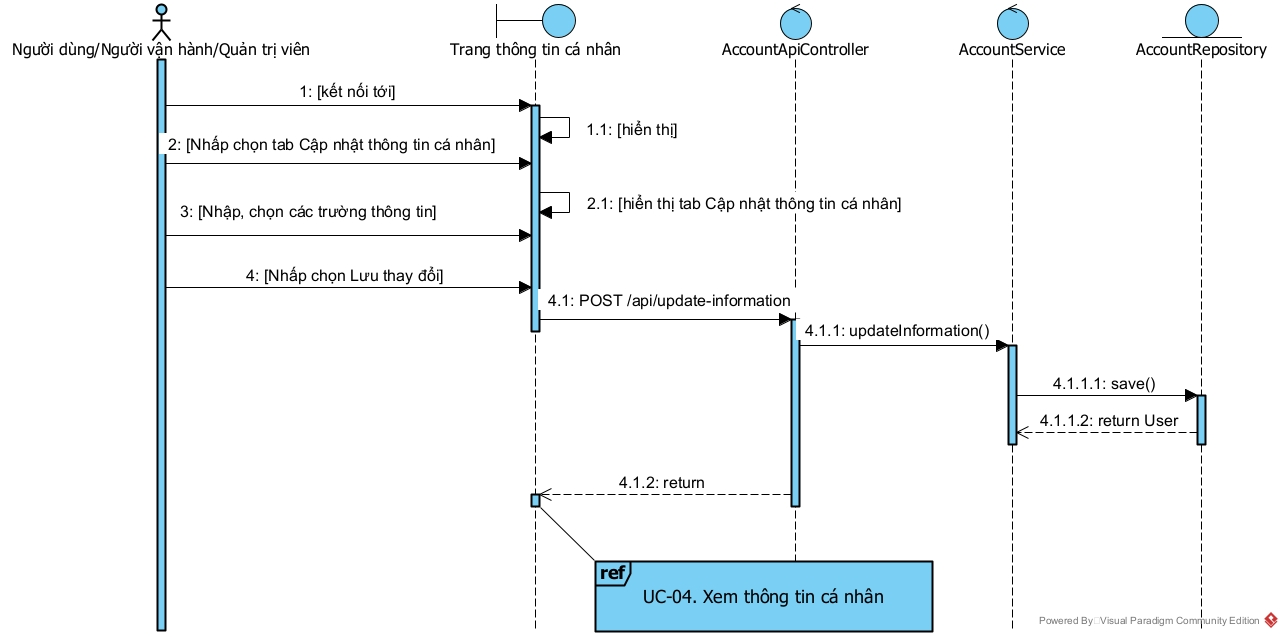 Người dùng/Người vận hành/Quản trị viên
Trang thông tin cá nhân
AccountApiController
AccountService
AccountRepository
1: [kết nối tới]
1.1: [hiển thị]
2: [Nhấp chọn tab Cập nhật thông tin cá nhân]
2.1: [hiển thị tab Cập nhật thông tin cá nhân]
3: [Nhập, chọn các trường thông tin]
4: [Nhấp chọn Lưu thay đổi]
4.1: POST /api/update-information
4.1.1: updateInformation()
4.1.1.1: save()
4.1.1.2: return User
4.1.2: return
ref
UC-04. Xem thông tin cá nhân
Powered By Visual Paradigm Community Edition